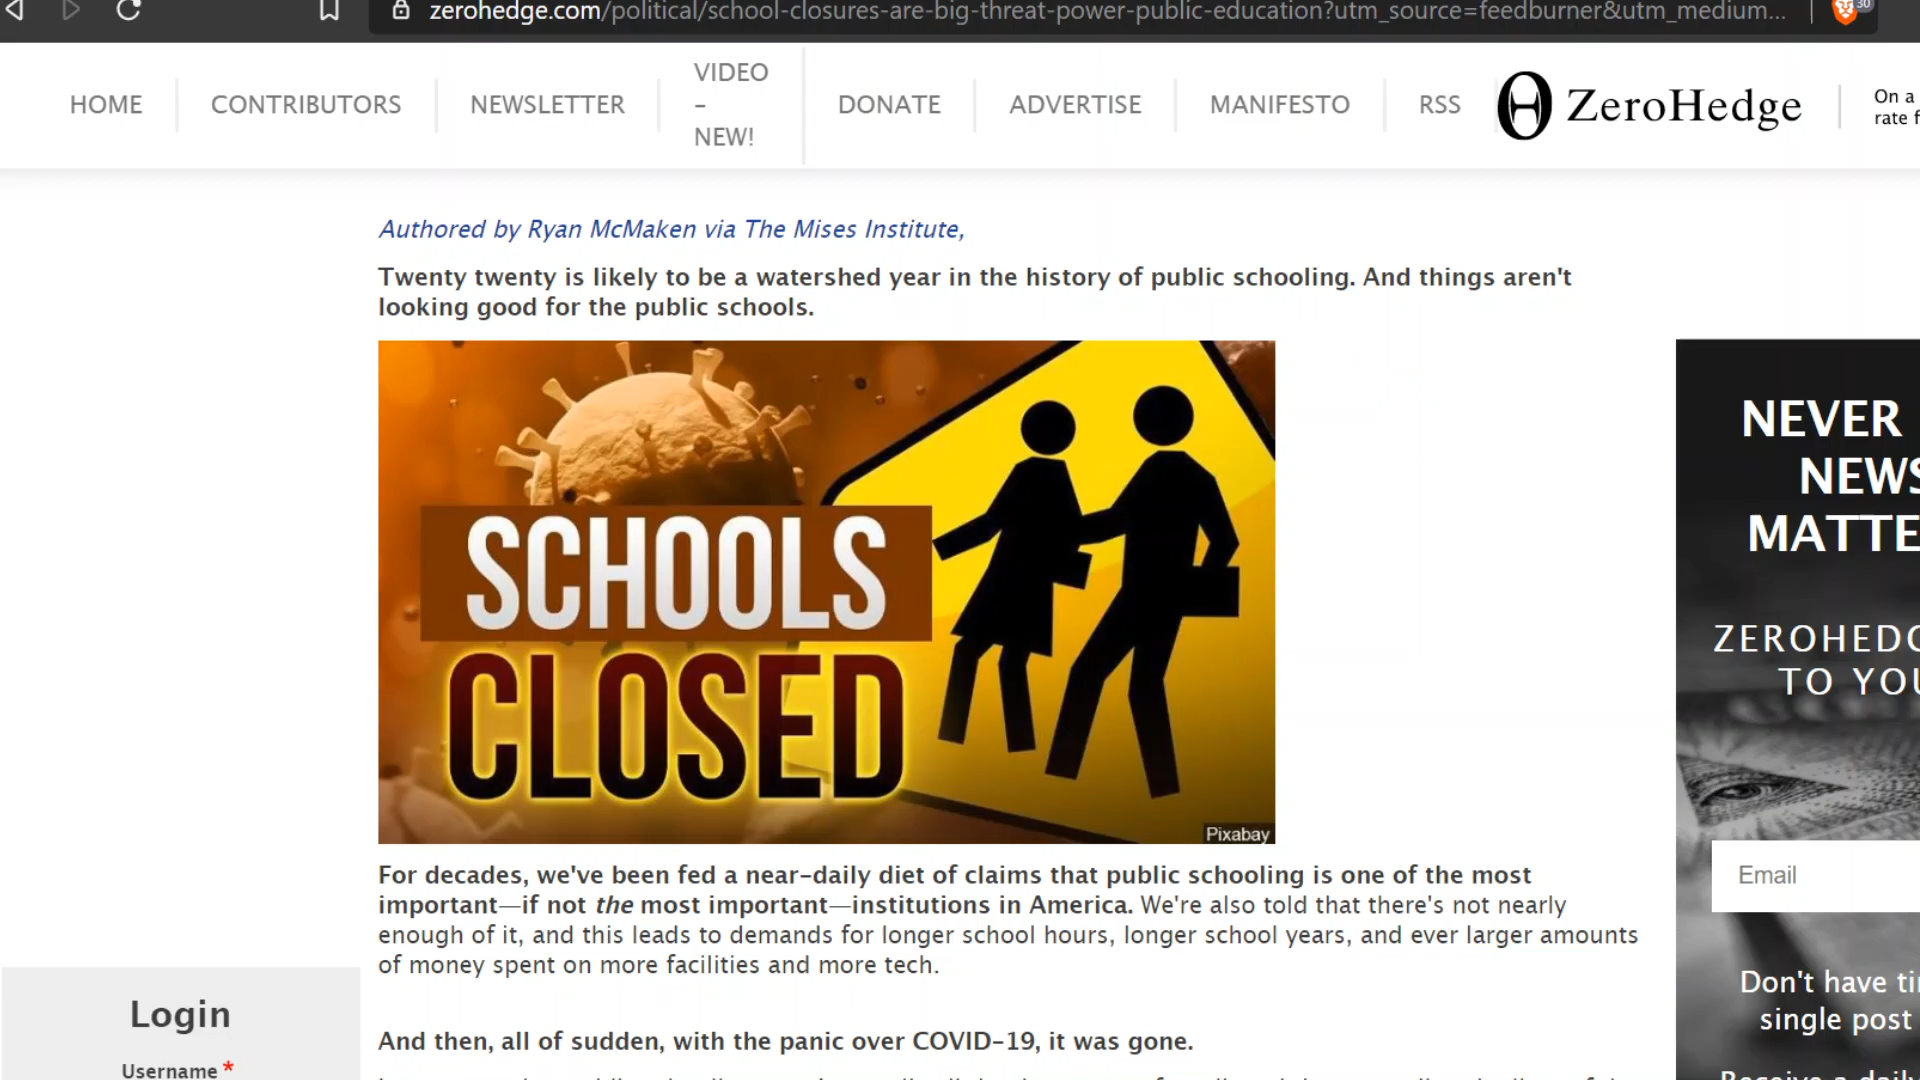 zerohedge.com/political/school-closures-are-big-threat-power-public-education?utm_source=feedburner&utm_medium...
30
HOME
CONTRIBUTORS
NEWSLETTER
VIDEO
–
NEW!
DONATE
ADVERTISE
MANIFESTO
RSS
ZeroHedge
On a
rate f
Authored by Ryan McMaken via The Mises Institute,
Twenty twenty is likely to be a watershed year in the history of public schooling. And things aren't
looking good for the public schools.
SCHOOLS
CLOSED
Pixabay
For decades, we've been fed a near-daily diet of claims that public schooling is one of the most
important—if not the most important—institutions in America. We're also told that there's not nearly
enough of it, and this leads to demands for longer school hours, longer school years, and ever larger amounts
of money spent on more facilities and more tech.
And then, all of sudden, with the panic over COVID-19, it was gone.
NEVER
NEWS
MATTE
ZEROHEDG
TO YOU
Email
Don't have ti
single post
Receive a daily
Login
Username *